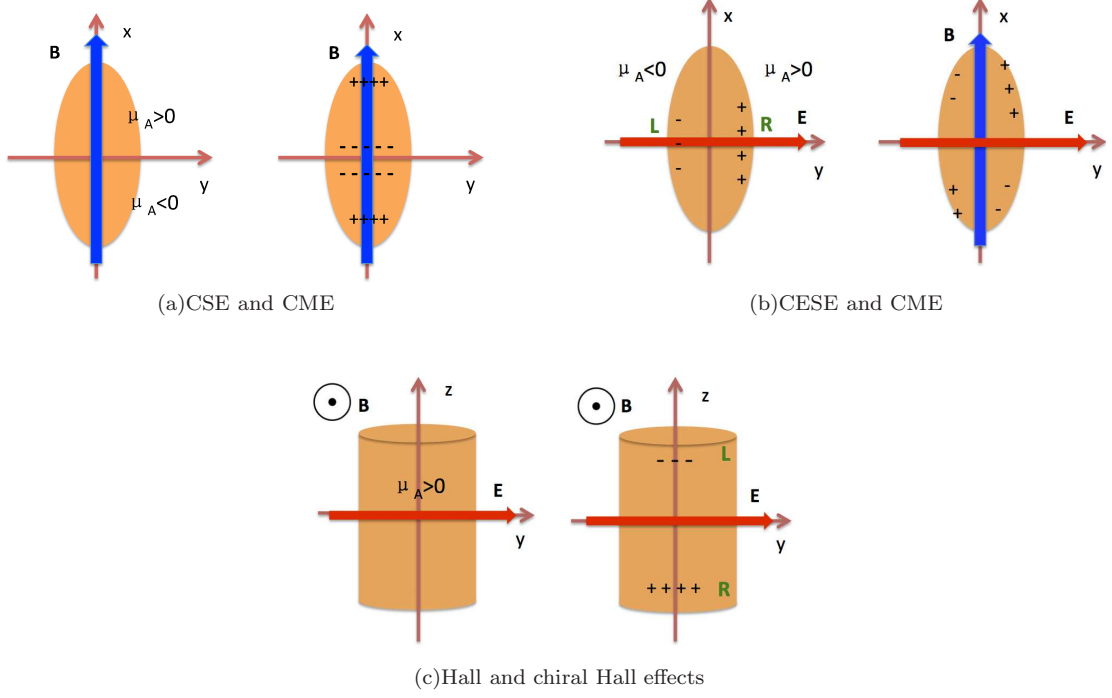 x
B
μ A>0
y
μ A<0
x
B
++++
- - - - -
- - - - -
y
++++
(a)CSE and CME
x
μ A<0
μ A>0
-
+
L
+
R
E
-
+
y
-
+
x
B
-
+
-
+
+
E
y
+
-
+
-
(b)CESE and CME
z
B
μ A>0
E
y
z
B
- - -
L
E
y
+ + + +
R
(c)Hall and chiral Hall effects